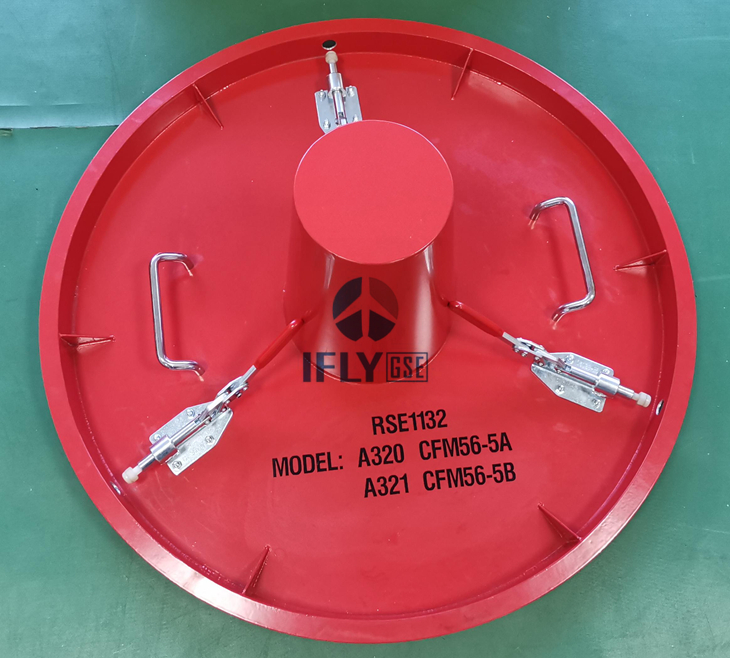 IFLY GSE
RSE1132
MODEL: A320 CFM56-5A
A321 CFM56-5B